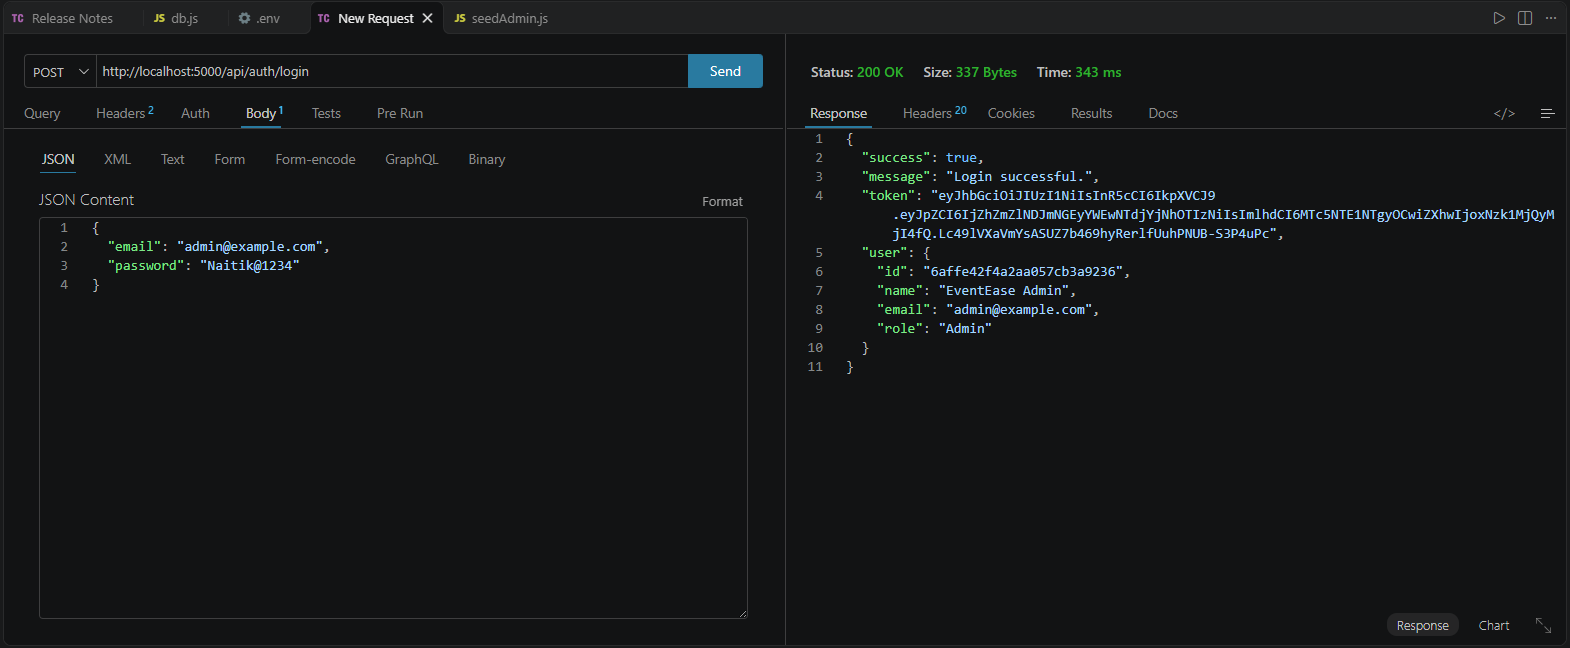 TC Release Notes JS db.js .env TC New Request JS seedAdmin.js
POST http://localhost:5000/api/auth/login Send
Query Headers 2 Auth Body 1 Tests Pre Run
JSON XML Text Form Form-encode GraphQL Binary
JSON Content Format
1 {
2 "email": "admin@example.com",
3 "password": "Naitik@1234"
4 }
Status: 200 OK Size: 337 Bytes Time: 343 ms
Response Headers 20 Cookies Results Docs </>
1 {
2 "success": true,
3 "message": "Login successful.",
4 "token": "eyJhbGciOiJIUzI1NiIsInR5cCI6IkpXVCJ9
.eyJpZCI6IjZhZmZlNDJmNGEyYWEwNTdjYjNhOTIzNiIsImlhdCI6MTc5NTE1NTgyOCwiZXhwIjoxNzk1MjQyM
jI4fQ.Lc49lVXaVmYsASUZ7b469hyRerlfUuhPNUB-S3P4uPc",
5 "user": {
6 "id": "6affe42f4a2aa057cb3a9236",
7 "name": "EventEase Admin",
8 "email": "admin@example.com",
9 "role": "Admin"
10 }
11 }
Response Chart